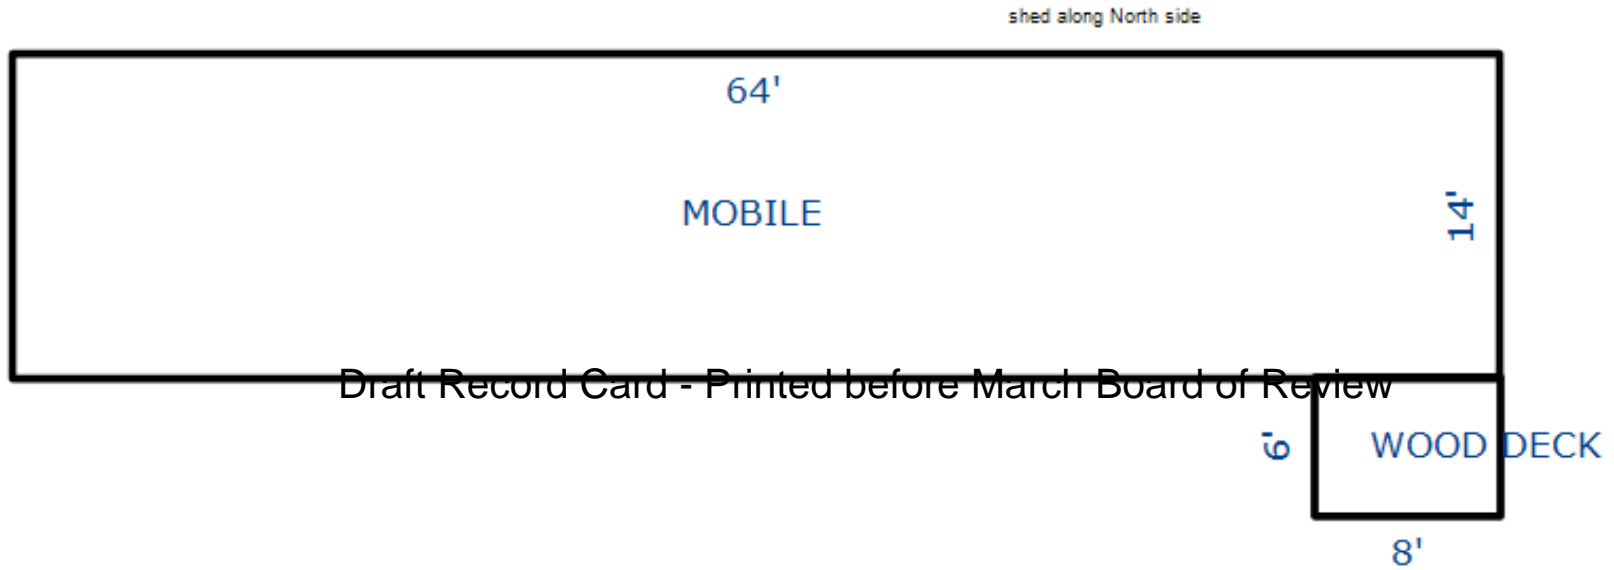 shed along North side
64'
MOBILE
14'
Draft Record Card - Printed before March Board of Review
6'
WOOD DECK
8'